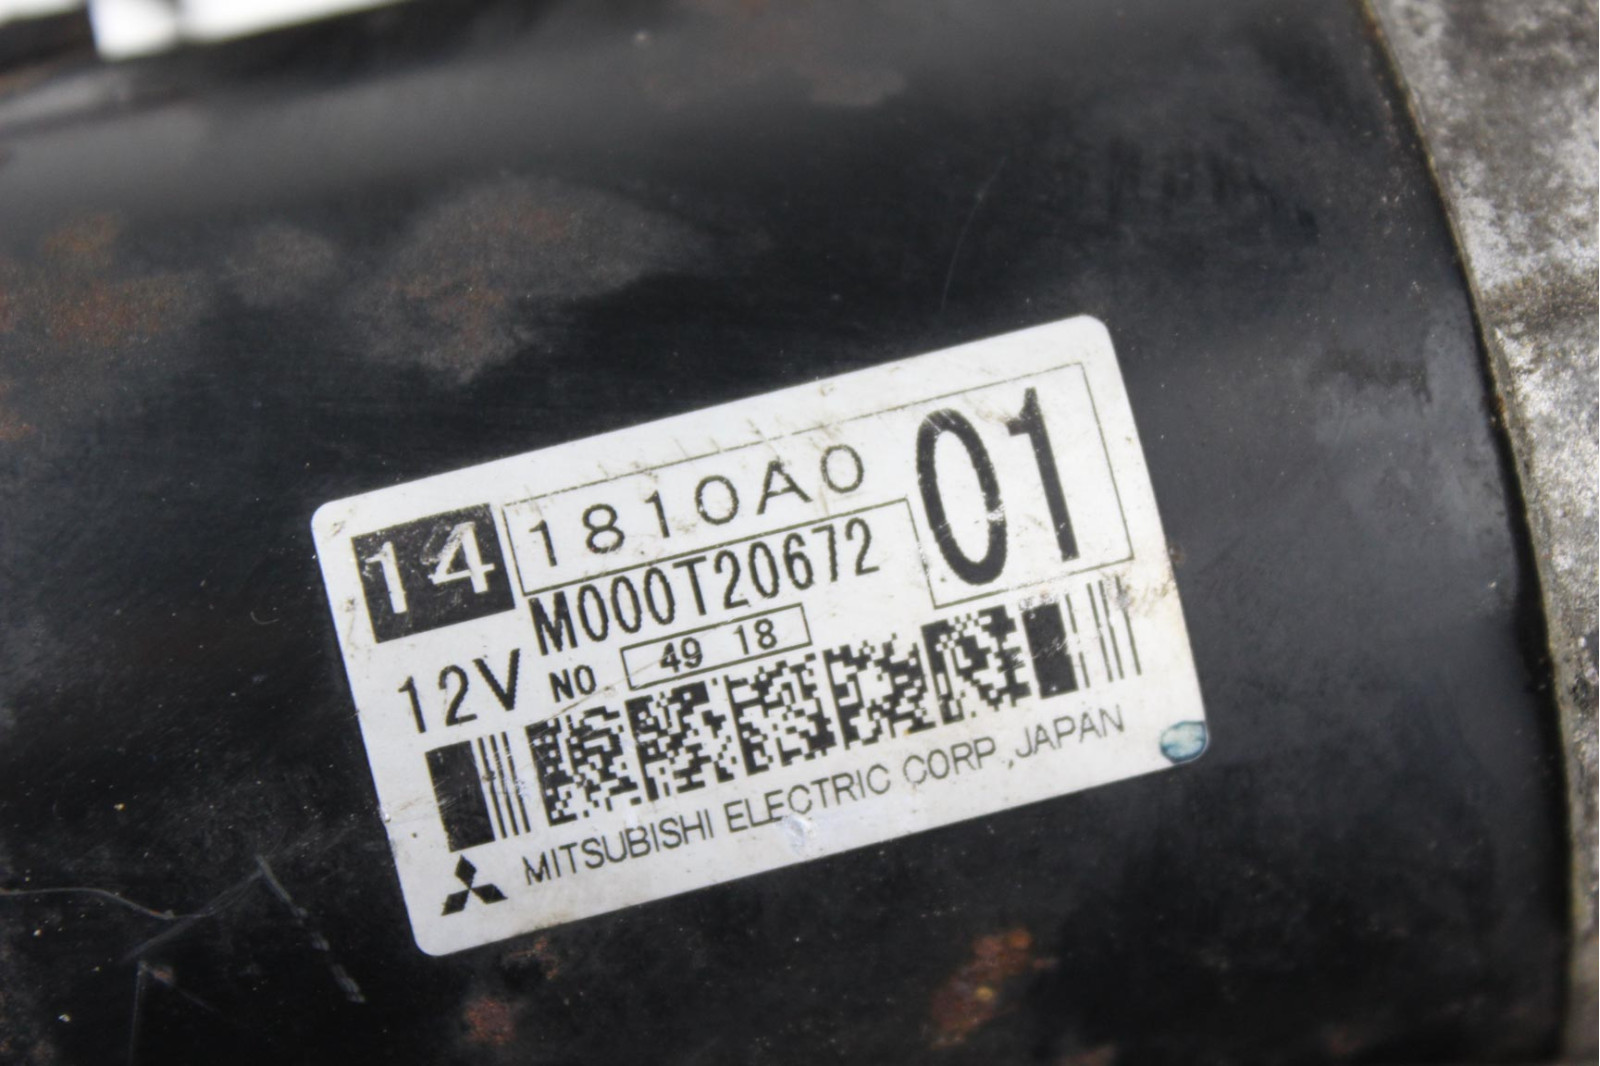 14 1810A0 01
M000T20672
12V NO 49 18
MITSUBISHI ELECTRIC CORP.,JAPAN